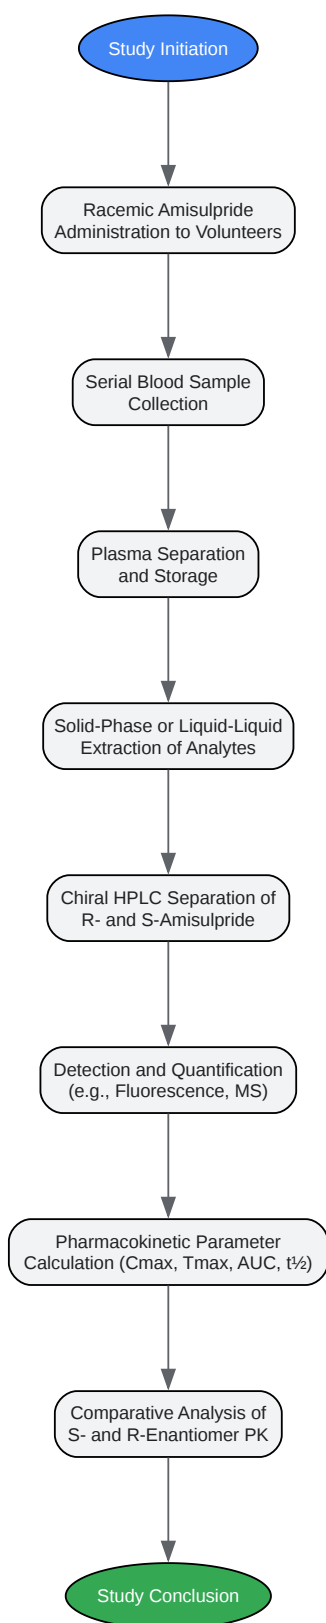 Study Initiation
Racemic Amisulpride
Administration to Volunteers
Serial Blood Sample
Collection
Plasma Separation
and Storage
Solid-Phase or Liquid-Liquid
Extraction of Analytes
Chiral HPLC Separation of
R- and S-Amisulpride
Detection and Quantification
(e.g., Fluorescence, MS)
Pharmacokinetic Parameter
Calculation (Cmax, Tmax, AUC, t½)
Comparative Analysis of
S- and R-Enantiomer PK
Study Conclusion